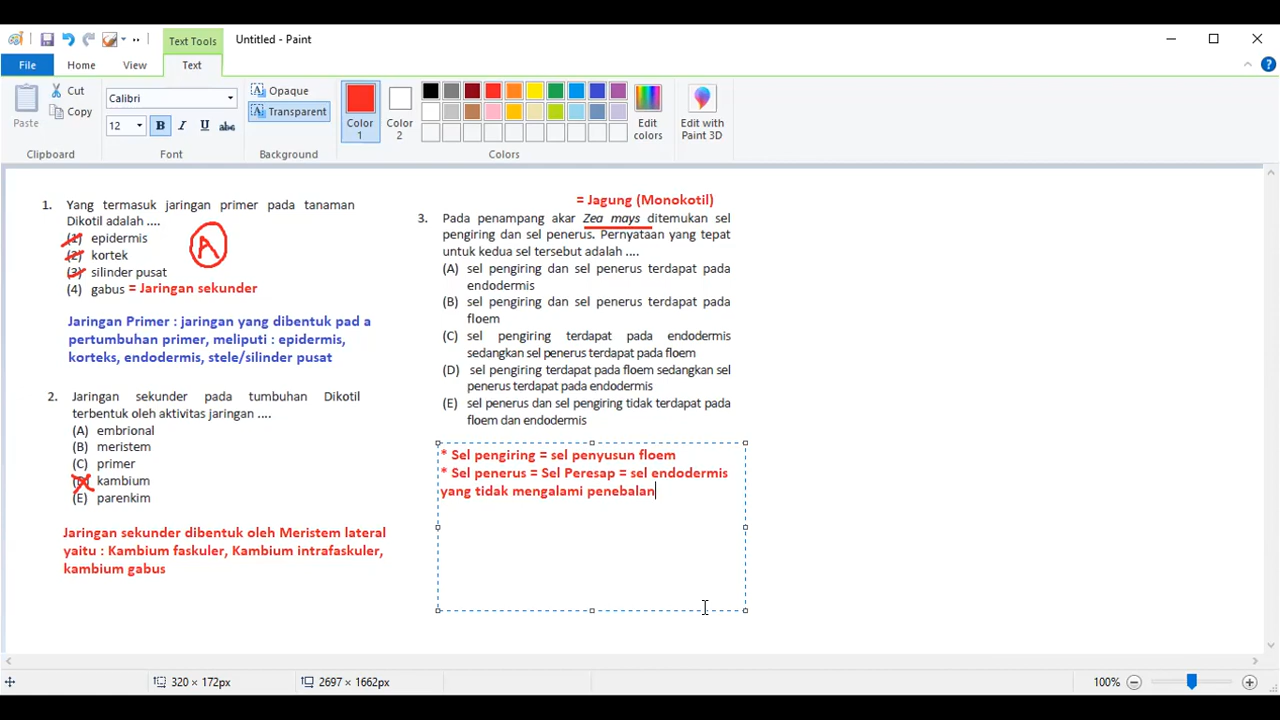 Text Tools
Untitled - Paint
File
Home
View
Text
Paste
Cut
Copy
Clipboard
Calibri
12
B
I
U
abc
Font
A Opaque
A Transparent
Background
Color
1
Color
2
Edit
colors
Colors
Edit with
Paint 3D
1. Yang termasuk jaringan primer pada tanaman
Dikotil adalah ....
(1) epidermis
(2) kortek
(3) silinder pusat
(4) gabus = Jaringan sekunder
A
Jaringan Primer : jaringan yang dibentuk pad a
pertumbuhan primer, meliputi : epidermis,
korteks, endodermis, stele/silinder pusat
2. Jaringan sekunder pada tumbuhan Dikotil
terbentuk oleh aktivitas jaringan ....
(A) embrional
(B) meristem
(C) primer
(D) kambium
(E) parenkim
Jaringan sekunder dibentuk oleh Meristem lateral
yaitu : Kambium faskuler, Kambium intrafaskuler,
kambium gabus
= Jagung (Monokotil)
3. Pada penampang akar Zea mays ditemukan sel
pengiring dan sel penerus. Pernyataan yang tepat
untuk kedua sel tersebut adalah ....
(A) sel pengiring dan sel penerus terdapat pada
endodermis
(B) sel pengiring dan sel penerus terdapat pada
floem
(C) sel pengiring terdapat pada endodermis
sedangkan sel penerus terdapat pada floem
(D) sel pengiring terdapat pada floem sedangkan sel
penerus terdapat pada endodermis
(E) sel penerus dan sel pengiring tidak terdapat pada
floem dan endodermis
* Sel pengiring = sel penyusun floem
* Sel penerus = Sel Peresap = sel endodermis
yang tidak mengalami penebalan
320 × 172px
2697 × 1662px
100%